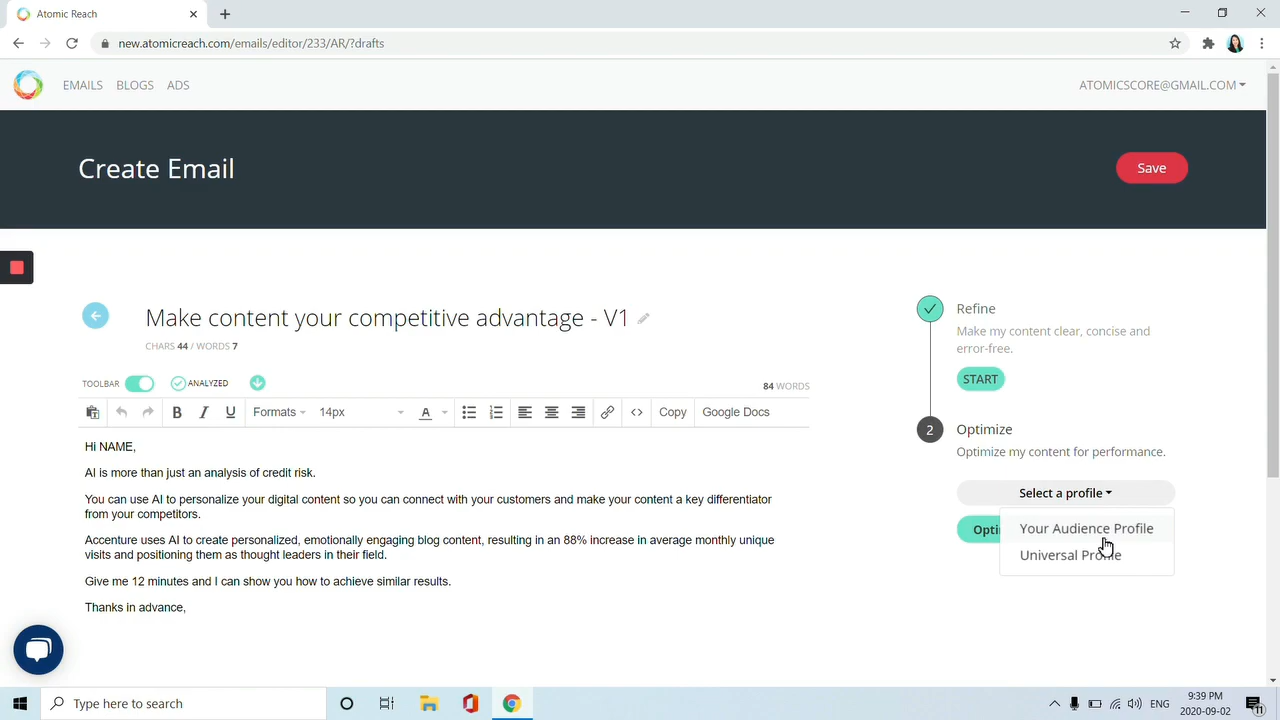 Atomic Reach
new.atomicreach.com/emails/editor/233/AR/?drafts
EMAILS BLOGS ADS
ATOMICSCORE@GMAIL.COM
Create Email
Save
Make content your competitive advantage - V1
CHARS 44 / WORDS 7
TOOLBAR
ANALYZED
84 WORDS
B I U Formats 14px A Copy Google Docs
Hi NAME,
AI is more than just an analysis of credit risk.
You can use AI to personalize your digital content so you can connect with your customers and make your content a key differentiator
from your competitors.
Accenture uses AI to create personalized, emotionally engaging blog content, resulting in an 88% increase in average monthly unique
visits and positioning them as thought leaders in their field.
Give me 12 minutes and I can show you how to achieve similar results.
Thanks in advance,
Refine
Make my content clear, concise and
error-free.
START
2
Optimize
Optimize my content for performance.
Select a profile
Opti
Your Audience Profile
Universal Profile
Type here to search
ENG
9:39 PM
2020-09-02
11